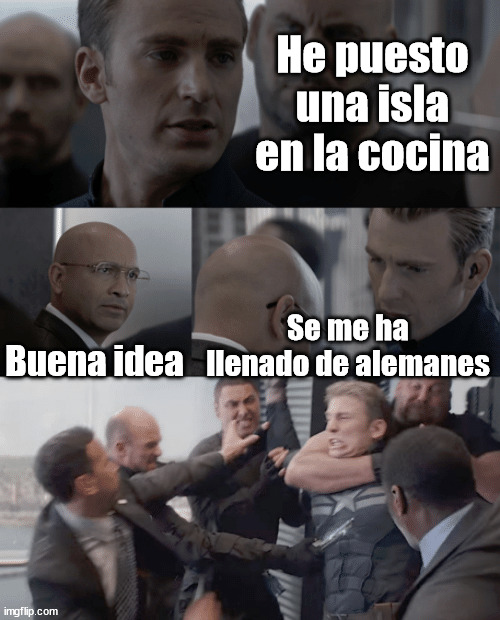 He puesto
una isla
en la cocina
Buena idea
Se me ha
llenado de alemanes
imgflip.com